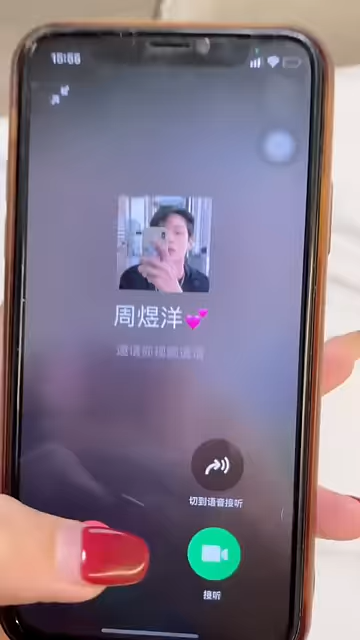 周煜洋💕
邀请你视频通话
切到语音接听
接听